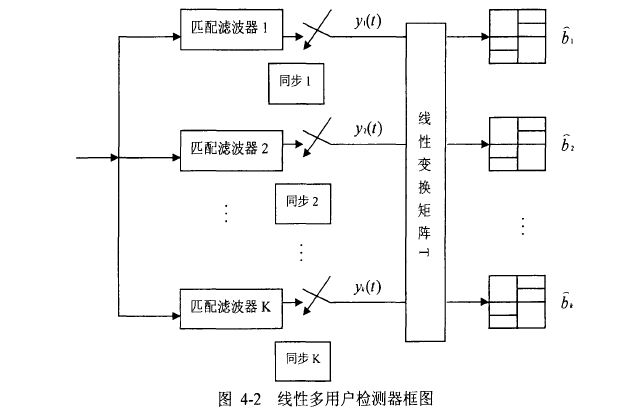 匹配滤波器 1
y₁(t)
b̂₁
同步 1
匹配滤波器 2
y₂(t)
b̂₂
同步 2
线性变换矩阵 T
匹配滤波器 K
yₖ(t)
b̂ₖ
同步 K
图 4-2 线性多用户检测器框图